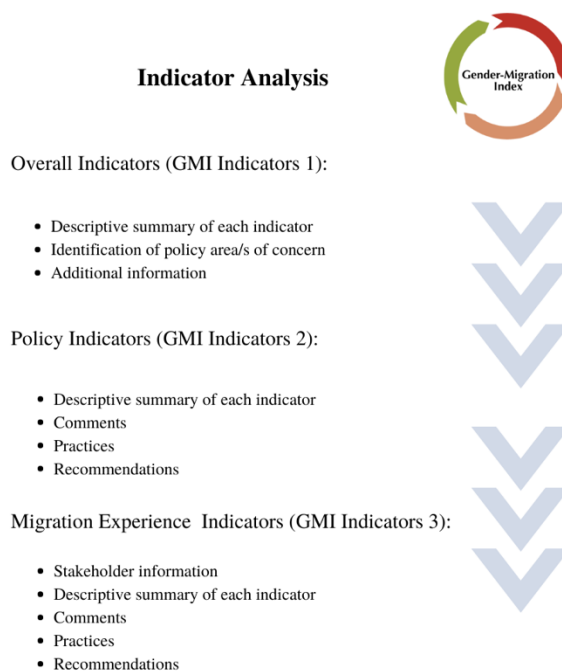 Indicator Analysis
Gender-Migration
Index
Overall Indicators (GMI Indicators 1):
• Descriptive summary of each indicator
• Identification of policy area/s of concern
• Additional information
Policy Indicators (GMI Indicators 2):
• Descriptive summary of each indicator
• Comments
• Practices
• Recommendations
Migration Experience  Indicators (GMI Indicators 3):
• Stakeholder information
• Descriptive summary of each indicator
• Comments
• Practices
• Recommendations